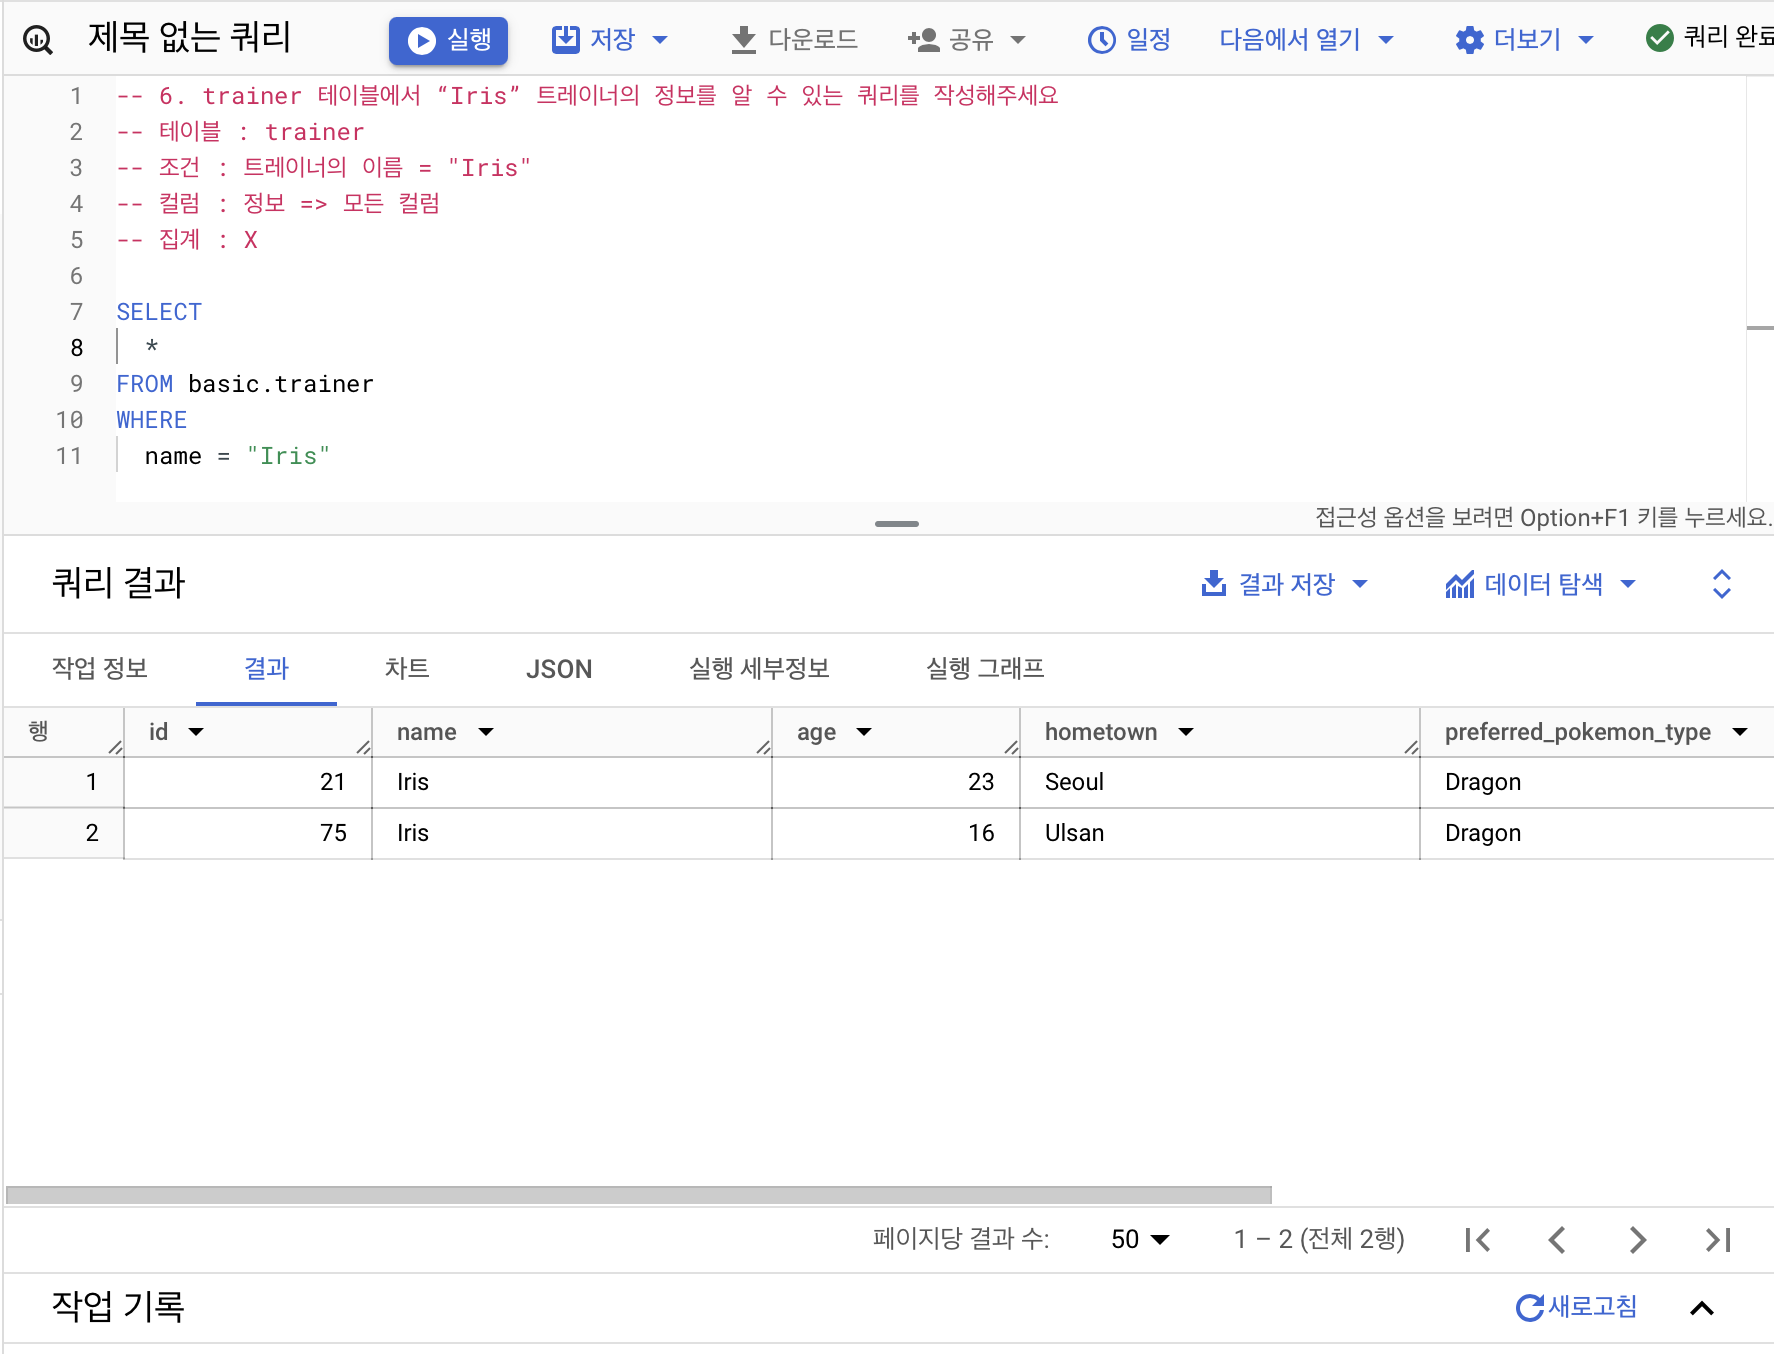 제목 없는 쿼리 실행 저장 다운로드 공유 일정 다음에서 열기 더보기 쿼리 완료
1 -- 6. trainer 테이블에서 “Iris” 트레이너의 정보를 알 수 있는 쿼리를 작성해주세요
2 -- 테이블 : trainer
3 -- 조건 : 트레이너의 이름 = "Iris"
4 -- 컬럼 : 정보 => 모든 컬럼
5 -- 집계 : X
6
7 SELECT
8 *
9 FROM basic.trainer
10 WHERE
11 name = "Iris"
접근성 옵션을 보려면 Option+F1 키를 누르세요.
쿼리 결과 결과 저장 데이터 탐색
작업 정보 결과 차트 JSON 실행 세부정보 실행 그래프
행 id name age hometown preferred_pokemon_type
1 21 Iris 23 Seoul Dragon
2 75 Iris 16 Ulsan Dragon
페이지당 결과 수: 50 1 – 2 (전체 2행)
작업 기록 새로고침